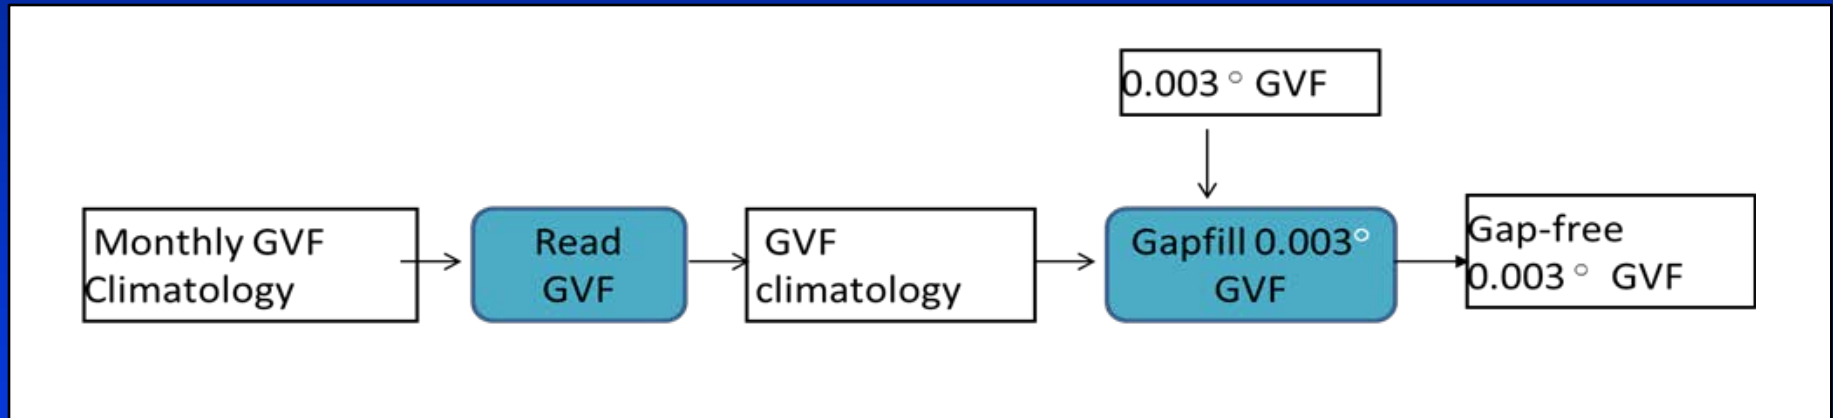 0.003 ° GVF
Monthly GVF
Climatology
Read
GVF
GVF
climatology
Gapfill 0.003°
GVF
Gap-free
0.003 ° GVF